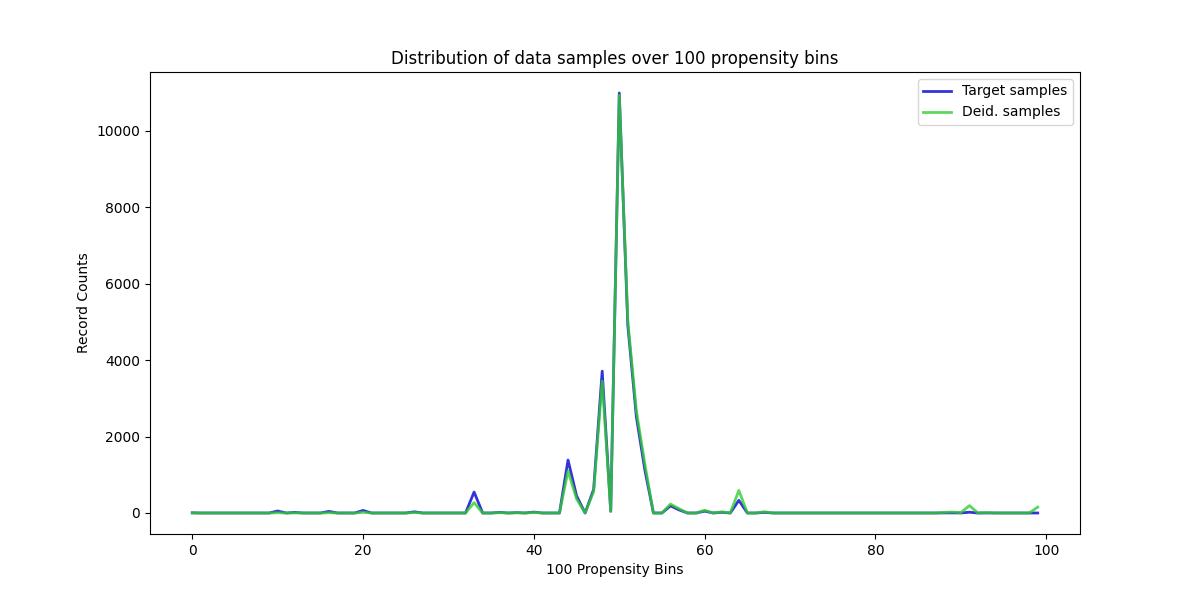 Distribution of data samples over 100 propensity bins
Target samples
Deid. samples
10000
8000
6000
4000
2000
0
Record Counts
0 20 40 60 80 100
100 Propensity Bins